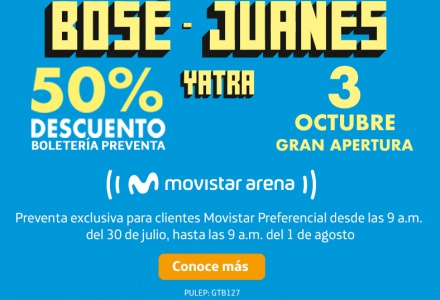 BOSE - JUANES
YATRA
50%
DESCUENTO
BOLETERÍA PREVENTA
3
OCTUBRE
GRAN APERTURA
movistar arena
Preventa exclusiva para clientes Movistar Preferencial desde las 9 a.m.
del 30 de julio, hasta las 9 a.m. del 1 de agosto
Conoce más
PULEP: GTB127